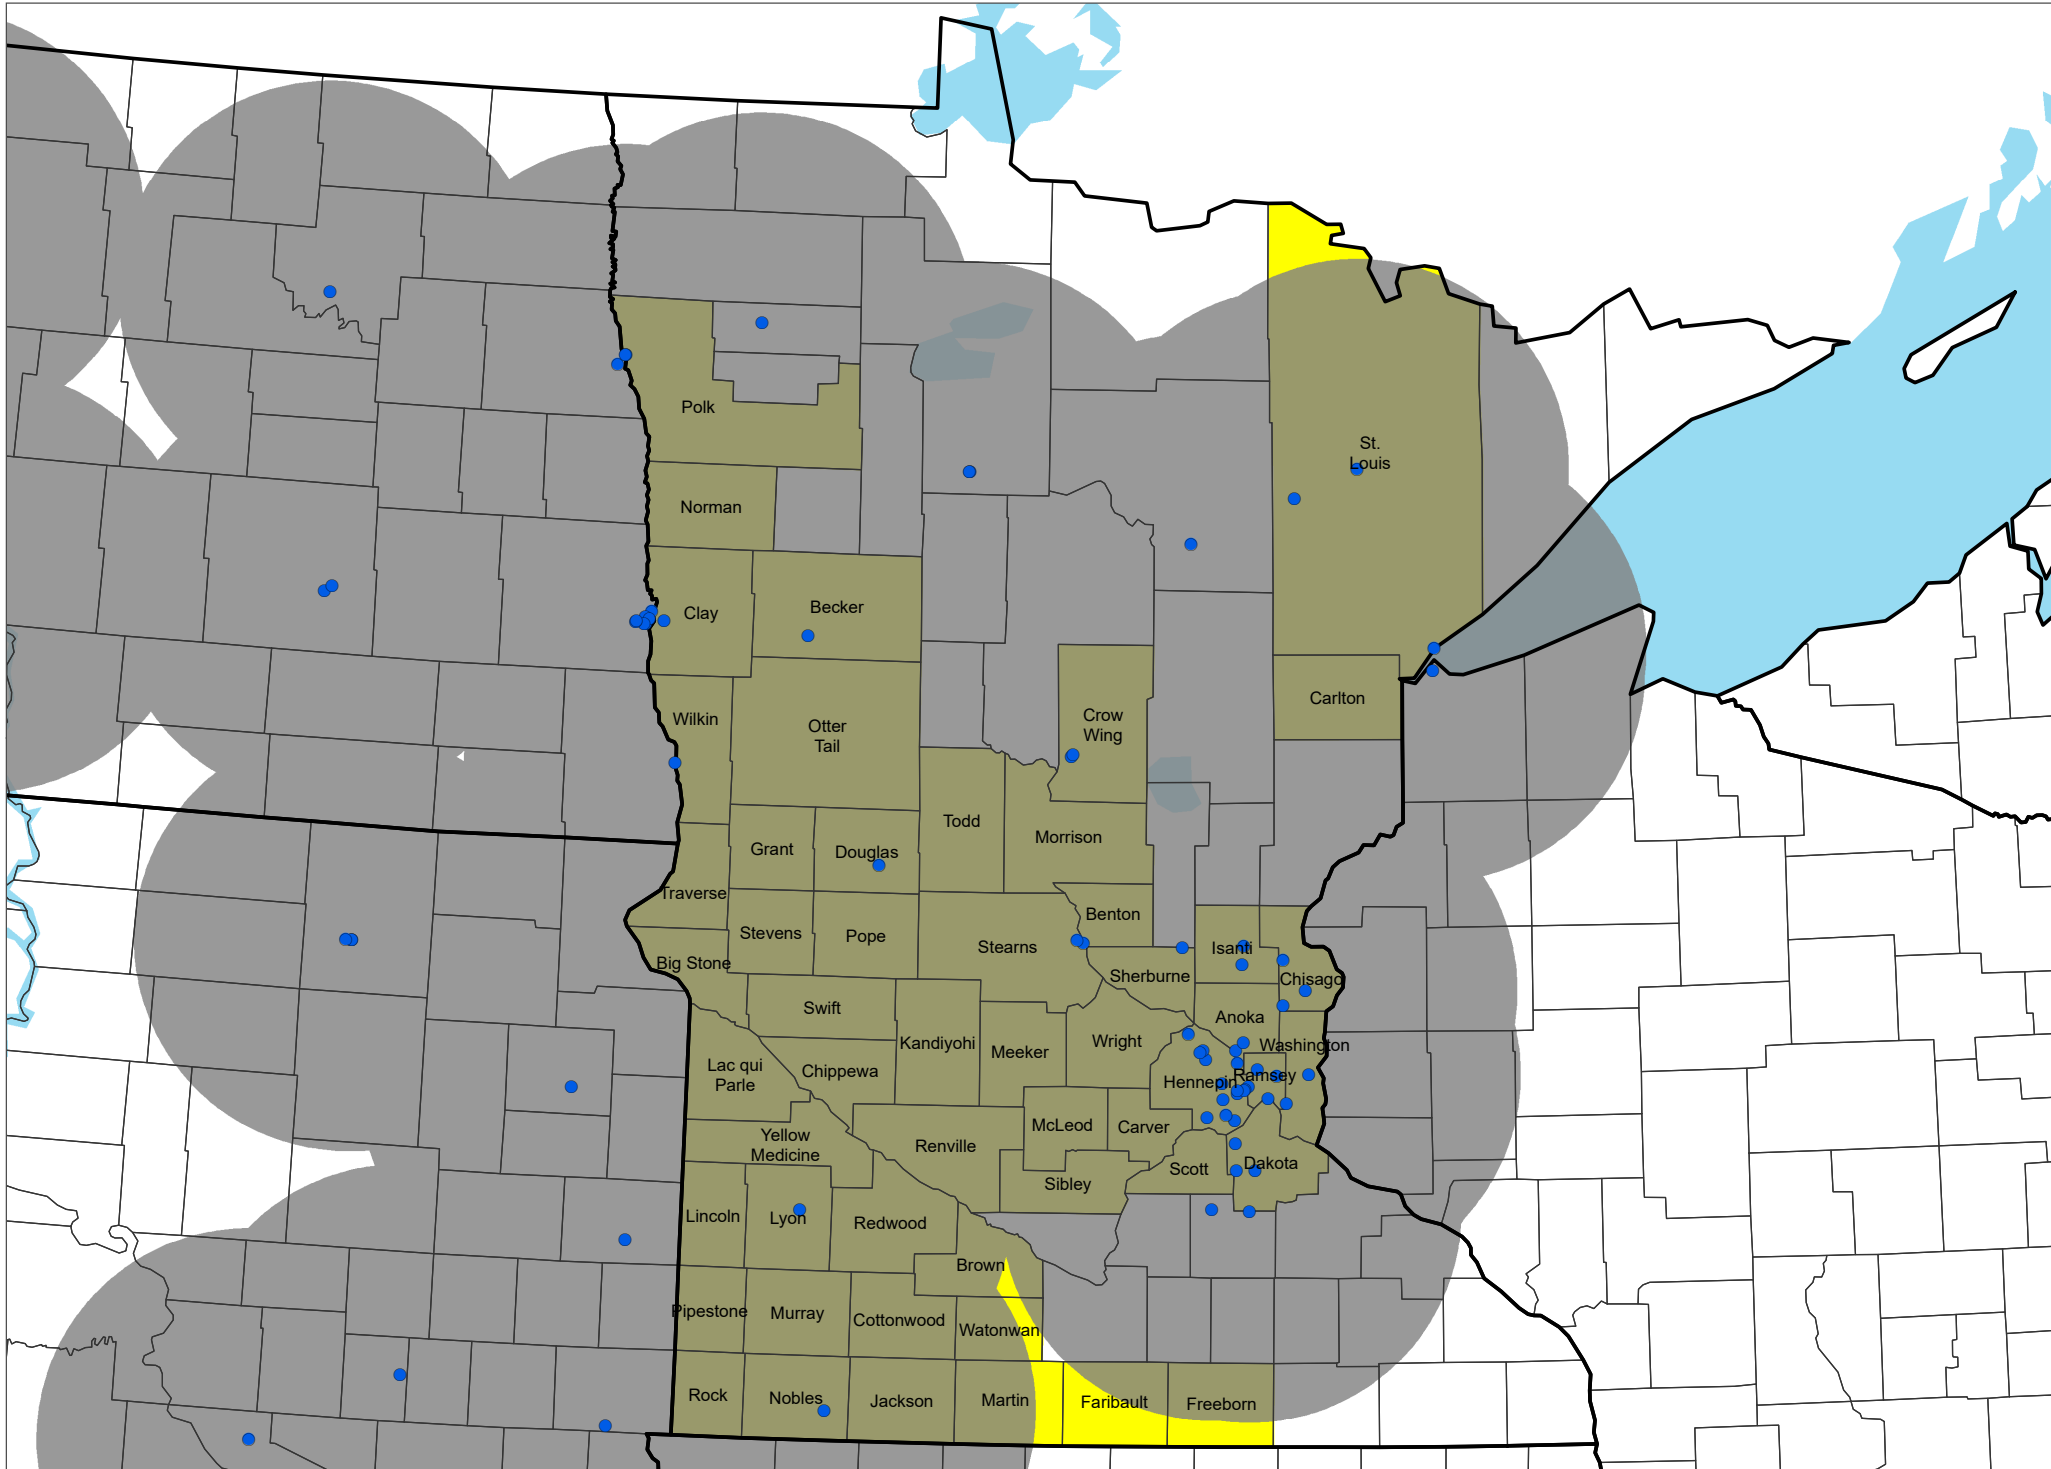 Polk
St.
Louis
Norman
Clay
Becker
Wilkin
Otter
Tail
Crow
Wing
Carlton
Todd
Morrison
Grant
Douglas
Traverse
Stevens
Pope
Stearns
Benton
Big Stone
Isanti
Sherburne
Chisago
Swift
Kandiyohi
Meeker
Wright
Anoka
Washington
Lac qui
Parle
Chippewa
Hennepin
Ramsey
McLeod
Carver
Yellow
Medicine
Renville
Scott
Dakota
Sibley
Lincoln
Lyon
Redwood
Brown
Pipestone
Murray
Cottonwood
Watonwan
Rock
Nobles
Jackson
Martin
Faribault
Freeborn